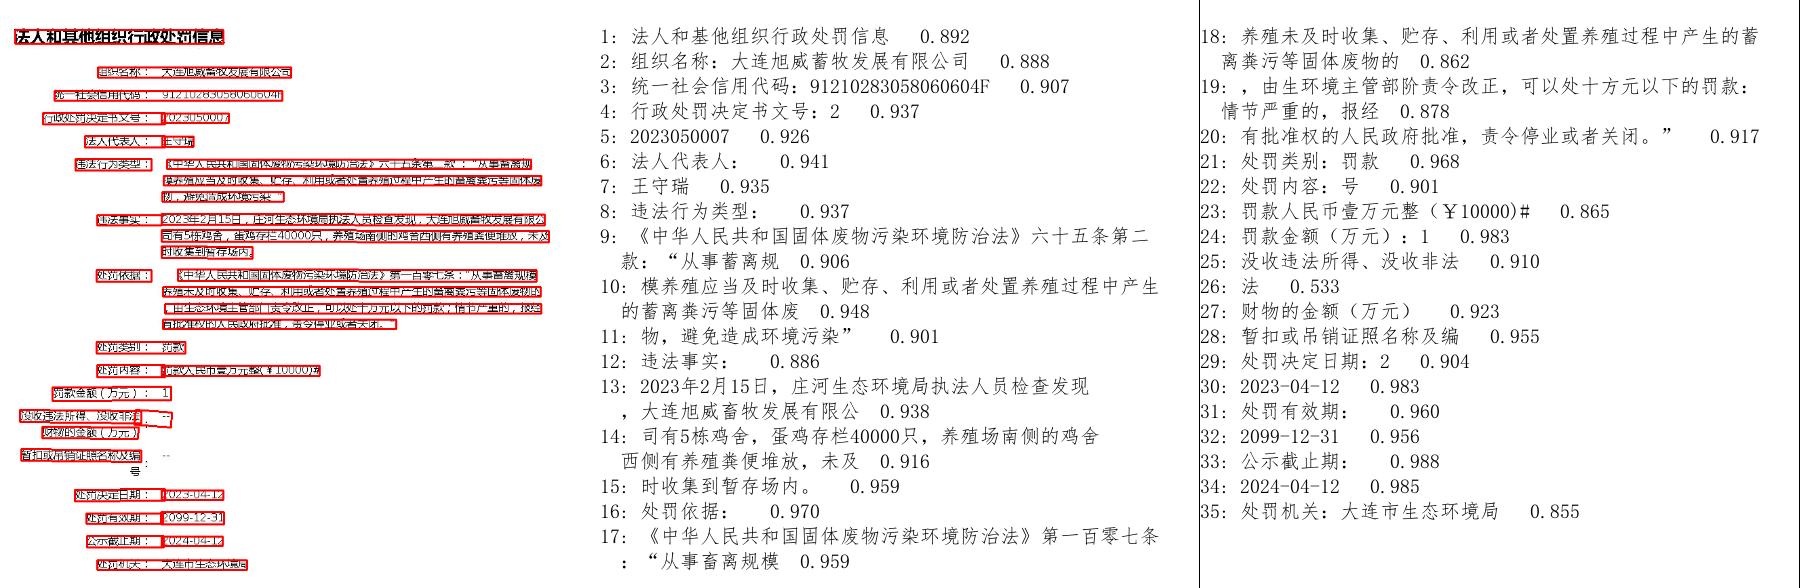 法人和其他组织行政处罚信息
组织名称： 大连旭威畜牧发展有限公司
统一社会信用代码： 91210283058060604F
行政处罚决定书文号： 2023050007
法人代表人： 王守瑞
违法行为类型： 《中华人民共和国固体废物污染环境防治法》六十五条第二款：“从事畜禽规
模养殖应当及时收集、贮存、利用或者处置养殖过程中产生的畜禽粪污等固体废
物，避免造成环境污染”
违法事实： 2023年2月15日，庄河生态环境局执法人员检查发现，大连旭威畜牧发展有限公
司有5栋鸡舍，蛋鸡存栏40000只，养殖场南侧的鸡舍西侧有养殖粪便堆放，未及
时收集到暂存场内。
处罚依据： 《中华人民共和国固体废物污染环境防治法》第一百零七条：“从事畜禽规模
养殖未及时收集、贮存、利用或者处置养殖过程中产生的畜禽粪污等固体废物的
，由生态环境主管部门责令改正，可以处十万元以下的罚款；情节严重的，报经
有批准权的人民政府批准，责令停业或者关闭。”
处罚类别： 罚款
处罚内容： 罚款人民币壹万元整(￥10000)#
罚款金额（万元）： 1
没收违法所得、没收非法
财物的金额（万元）： --
暂扣或吊销证照名称及编
号： --
处罚决定日期： 2023-04-12
处罚有效期： 2099-12-31
公示截止期： 2024-04-12
处罚机关： 大连市生态环境局
1: 法人和基他组织行政处罚信息 0.892
2: 组织名称：大连旭威蓄牧发展有限公司 0.888
3: 统一社会信用代码：91210283058060604F 0.907
4: 行政处罚决定书文号：2 0.937
5: 2023050007 0.926
6: 法人代表人： 0.941
7: 王守瑞 0.935
8: 违法行为类型： 0.937
9: 《中华人民共和国固体废物污染环境防治法》六十五条第二
款：“从事蓄离规 0.906
10: 模养殖应当及时收集、贮存、利用或者处置养殖过程中产生
的蓄离粪污等固体废 0.948
11: 物，避免造成环境污染” 0.901
12: 违法事实： 0.886
13: 2023年2月15日，庄河生态环境局执法人员检查发现
，大连旭威畜牧发展有限公 0.938
14: 司有5栋鸡舍，蛋鸡存栏40000只，养殖场南侧的鸡舍
西侧有养殖粪便堆放，未及 0.916
15: 时收集到暂存场内。 0.959
16: 处罚依据： 0.970
17: 《中华人民共和国固体废物污染环境防治法》第一百零七条
：“从事畜离规模 0.959
18: 养殖未及时收集、贮存、利用或者处置养殖过程中产生的蓄
离粪污等固体废物的 0.862
19: ，由生环境主管部阶责令改正，可以处十方元以下的罚款：
情节严重的，报经 0.878
20: 有批准权的人民政府批准，责令停业或者关闭。” 0.917
21: 处罚类别：罚款 0.968
22: 处罚内容：号 0.901
23: 罚款人民币壹万元整（￥10000)# 0.865
24: 罚款金额（万元）：1 0.983
25: 没收违法所得、没收非法 0.910
26: 法 0.533
27: 财物的金额（万元） 0.923
28: 暂扣或吊销证照名称及编 0.955
29: 处罚决定日期：2 0.904
30: 2023-04-12 0.983
31: 处罚有效期： 0.960
32: 2099-12-31 0.956
33: 公示截止期： 0.988
34: 2024-04-12 0.985
35: 处罚机关：大连市生态环境局 0.855